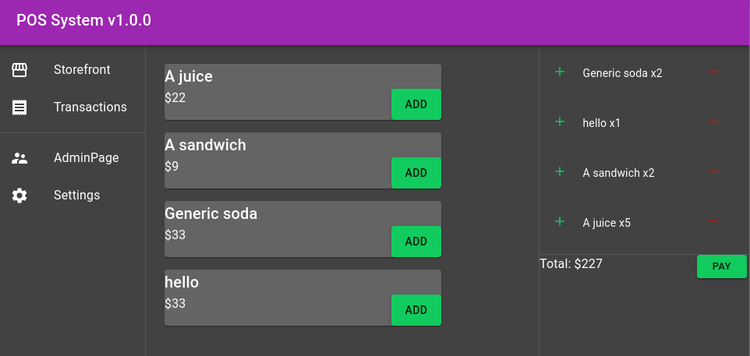 POS System v1.0.0
Storefront
Transactions
AdminPage
Settings
A juice
$22
ADD
A sandwich
$9
ADD
Generic soda
$33
ADD
hello
$33
ADD
Generic soda x2
hello x1
A sandwich x2
A juice x5
Total: $227
PAY